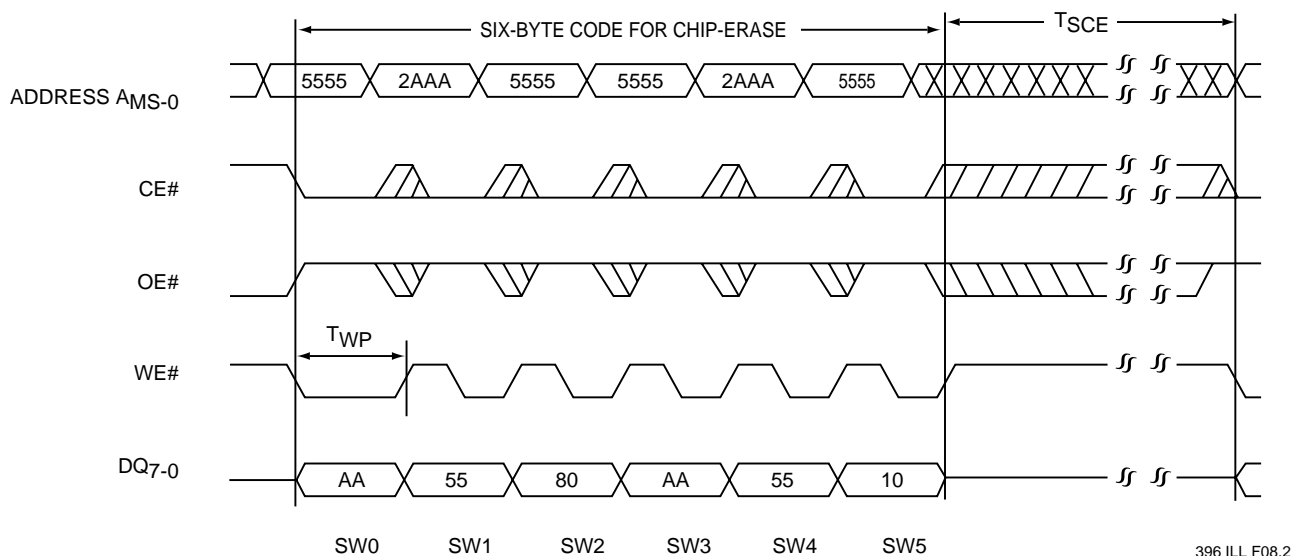 SIX-BYTE CODE FOR CHIP-ERASE TSCE
ADDRESS AMS-0 5555 2AAA 5555 5555 2AAA 5555
CE#
OE#
TWP
WE#
DQ7-0 AA 55 80 AA 55 10
SW0 SW1 SW2 SW3 SW4 SW5
396 ILL F08.2